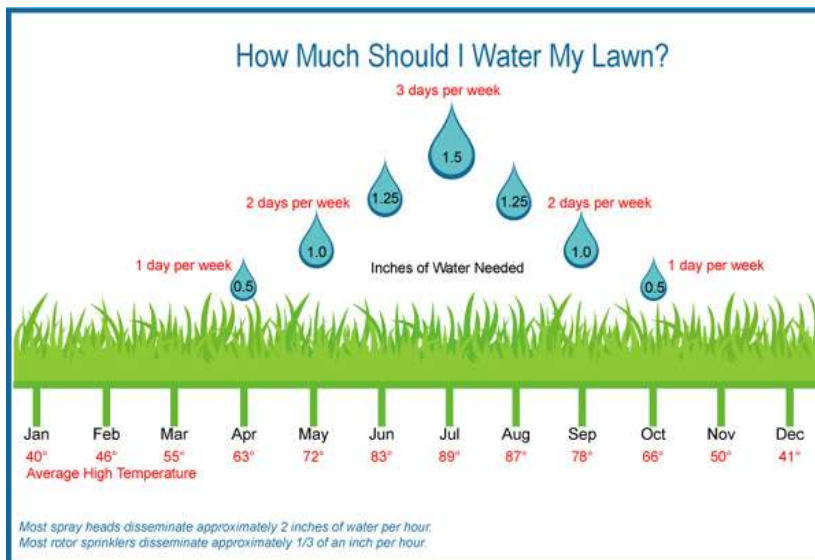 How Much Should I Water My Lawn?
3 days per week
1.5
1.25
1.25
2 days per week
2 days per week
1.0
1.0
1 day per week
Inches of Water Needed
1 day per week
0.5
0.5
Jan Feb Mar Apr May Jun Jul Aug Sep Oct Nov Dec
40° 46° 55° 63° 72° 83° 89° 87° 78° 66° 50° 41°
Average High Temperature
Most spray heads disseminate approximately 2 inches of water per hour.
Most rotor sprinklers disseminate approximately 1/3 of an inch per hour.